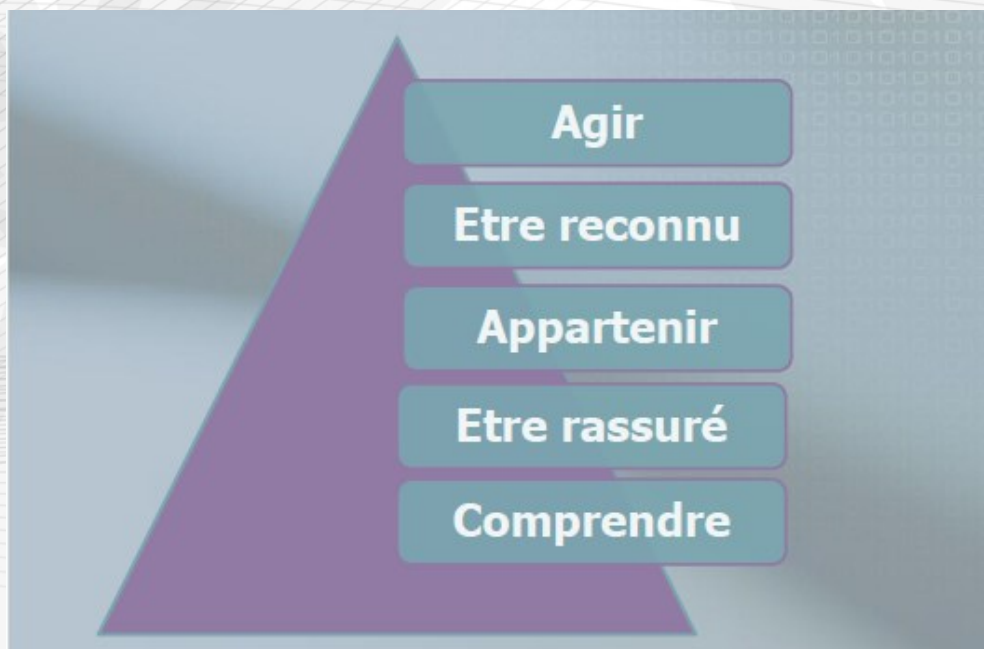 Agir
Etre reconnu
Appartenir
Etre rassuré
Comprendre